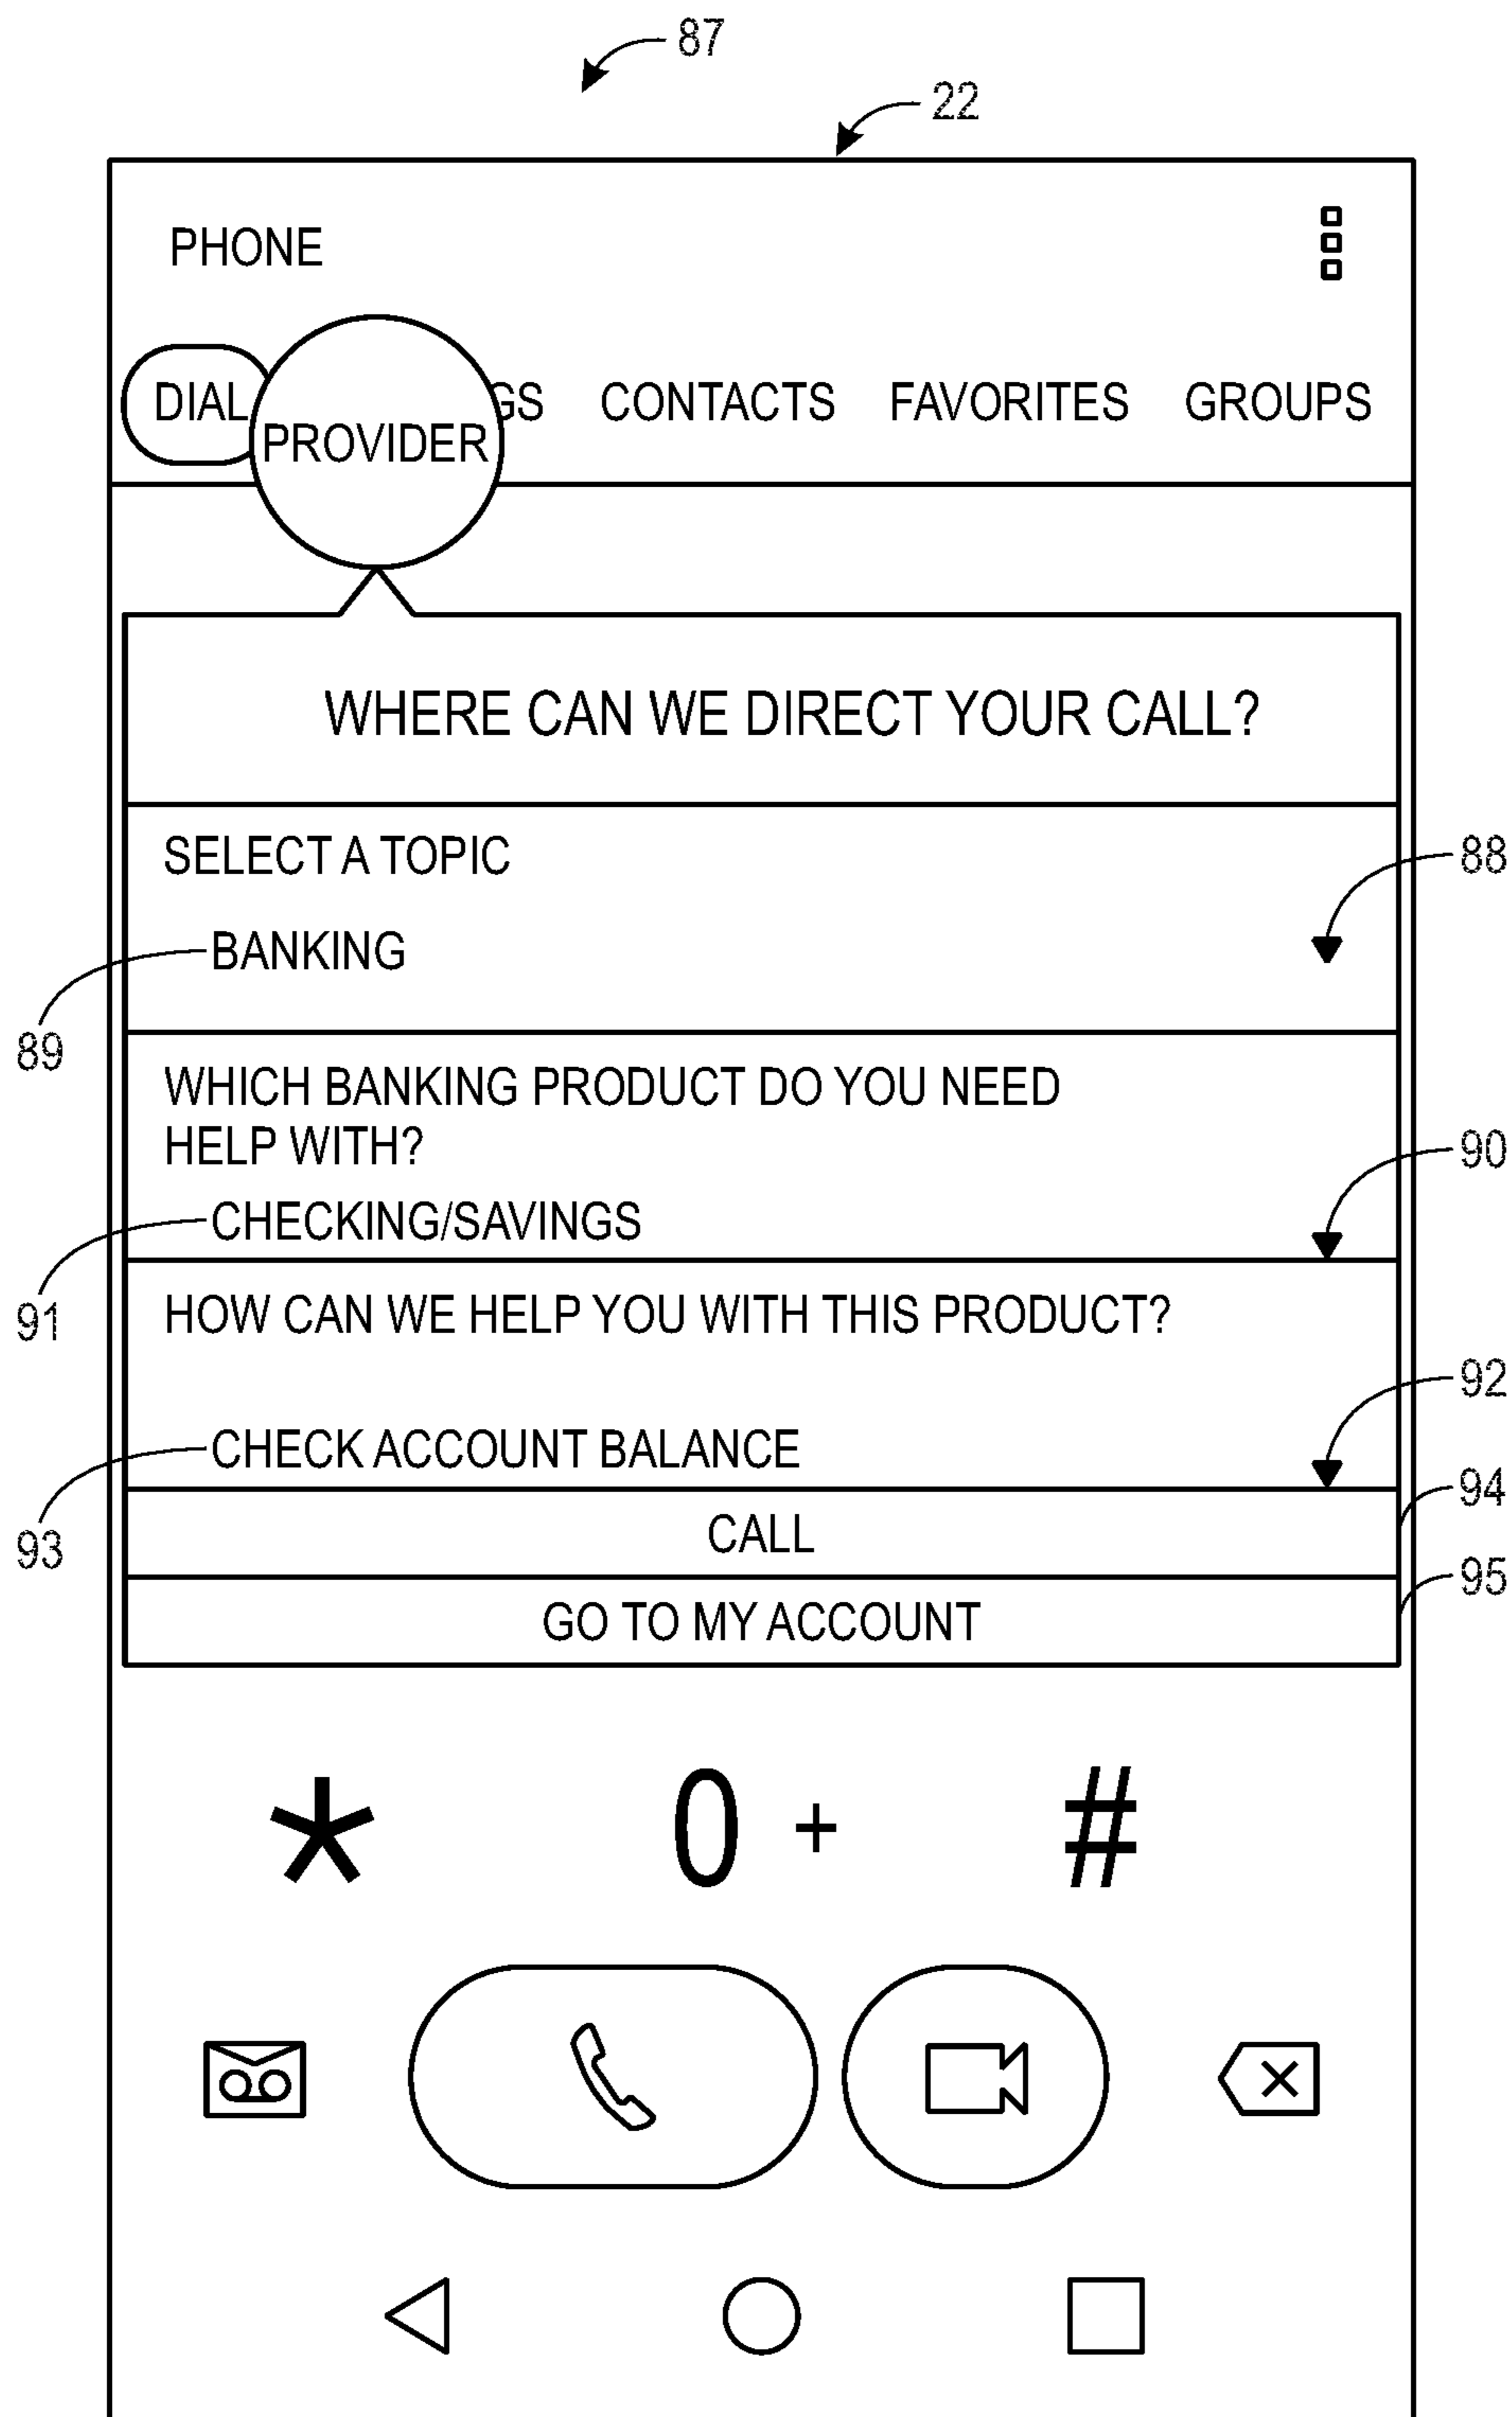 87
22
PHONE
DIAL
PROVIDER
GS CONTACTS FAVORITES GROUPS
WHERE CAN WE DIRECT YOUR CALL?
SELECT A TOPIC
88
BANKING
89
WHICH BANKING PRODUCT DO YOU NEED
HELP WITH?
90
CHECKING/SAVINGS
91
HOW CAN WE HELP YOU WITH THIS PRODUCT?
92
CHECK ACCOUNT BALANCE
93
94
CALL
95
GO TO MY ACCOUNT
* 0 + #